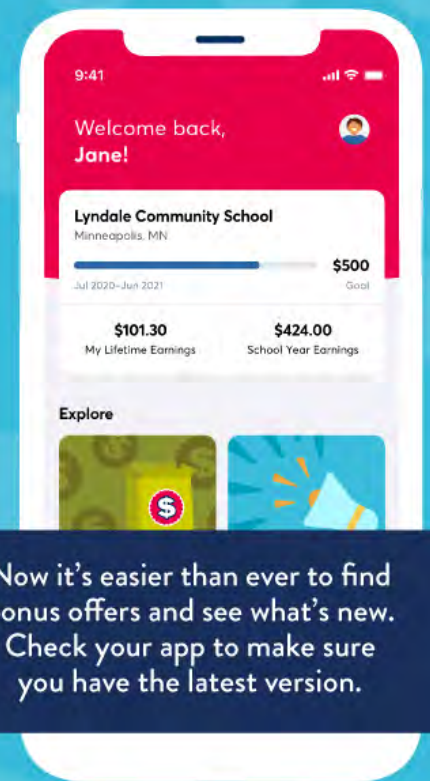 9:41
Welcome back,
Jane!
Lyndale Community School
Minneapolis, MN
$500
Jul 2020-Jun 2021
Goal
$101.30
$424.00
My Lifetime Earnings
School Year Earnings
Explore
$
Now it's easier than ever to find
bonus offers and see what's new.
Check your app to make sure
you have the latest version.